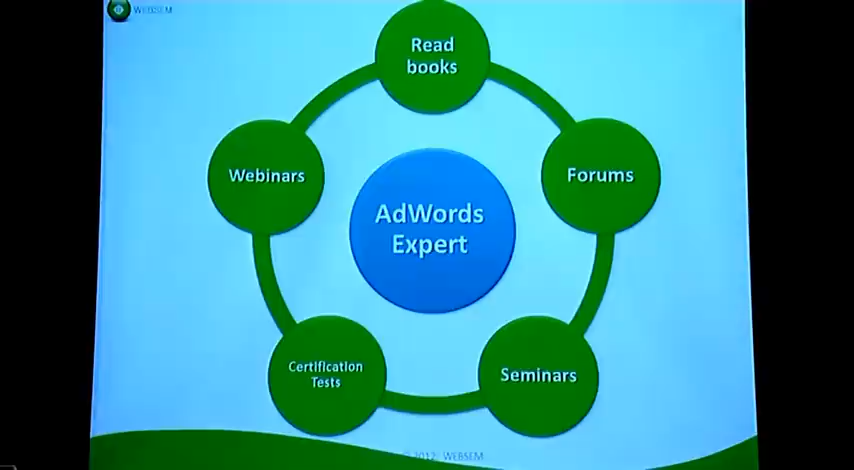 WEBSEM
Read
books
Webinars
Forums
AdWords
Expert
Certification
Tests
Seminars
© 2012. WEBSEM